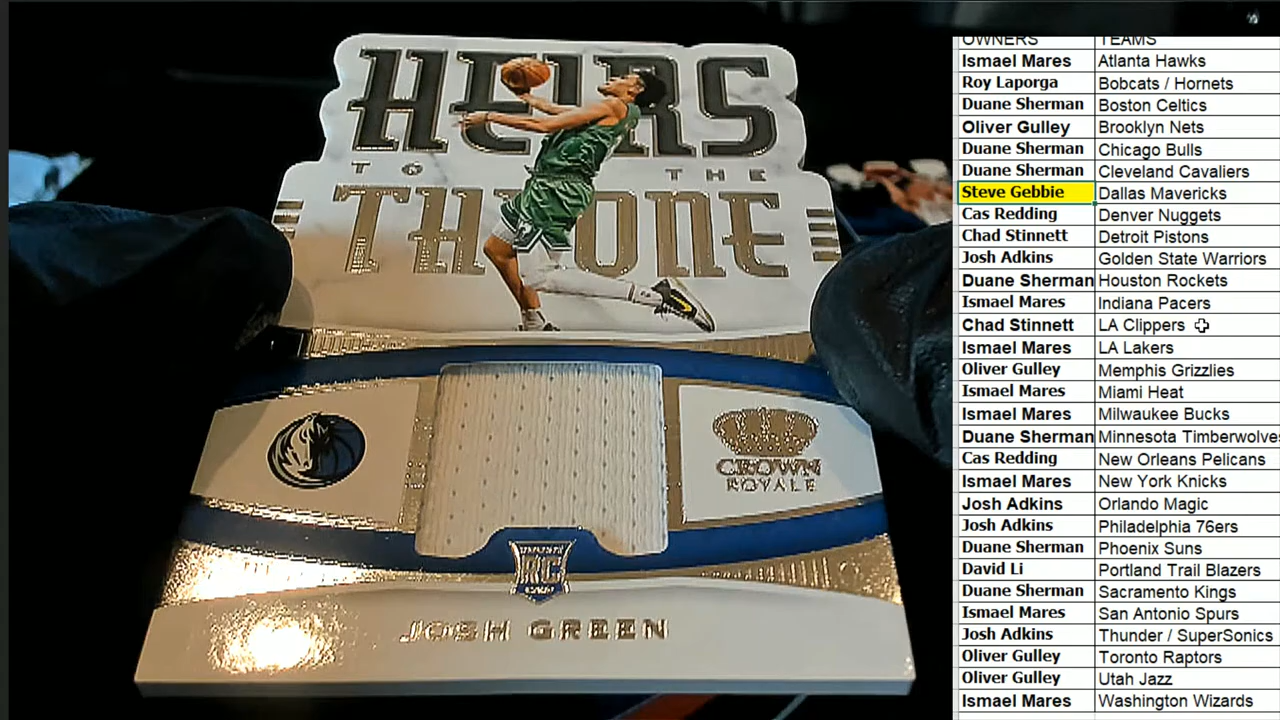 HEIRS
TO THE
THRONE
CROWN
ROYALE
RC
JOSH GREEN
OWNERS TEAMS
Ismael Mares Atlanta Hawks
Roy Laporga Bobcats / Hornets
Duane Sherman Boston Celtics
Oliver Gulley Brooklyn Nets
Duane Sherman Chicago Bulls
Duane Sherman Cleveland Cavaliers
Steve Gebbie Dallas Mavericks
Cas Redding Denver Nuggets
Chad Stinnett Detroit Pistons
Josh Adkins Golden State Warriors
Duane Sherman Houston Rockets
Ismael Mares Indiana Pacers
Chad Stinnett LA Clippers
Ismael Mares LA Lakers
Oliver Gulley Memphis Grizzlies
Ismael Mares Miami Heat
Ismael Mares Milwaukee Bucks
Duane Sherman Minnesota Timberwolves
Cas Redding New Orleans Pelicans
Ismael Mares New York Knicks
Josh Adkins Orlando Magic
Josh Adkins Philadelphia 76ers
Duane Sherman Phoenix Suns
David Li Portland Trail Blazers
Duane Sherman Sacramento Kings
Ismael Mares San Antonio Spurs
Josh Adkins Thunder / SuperSonics
Oliver Gulley Toronto Raptors
Oliver Gulley Utah Jazz
Ismael Mares Washington Wizards